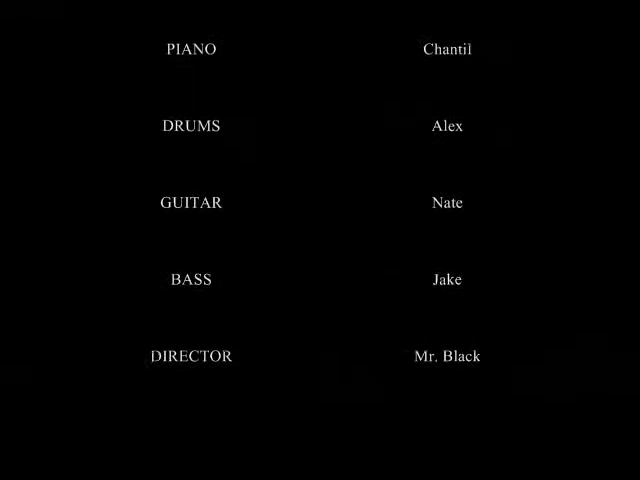 PIANO Chantil
DRUMS Alex
GUITAR Nate
BASS Jake
DIRECTOR Mr. Black